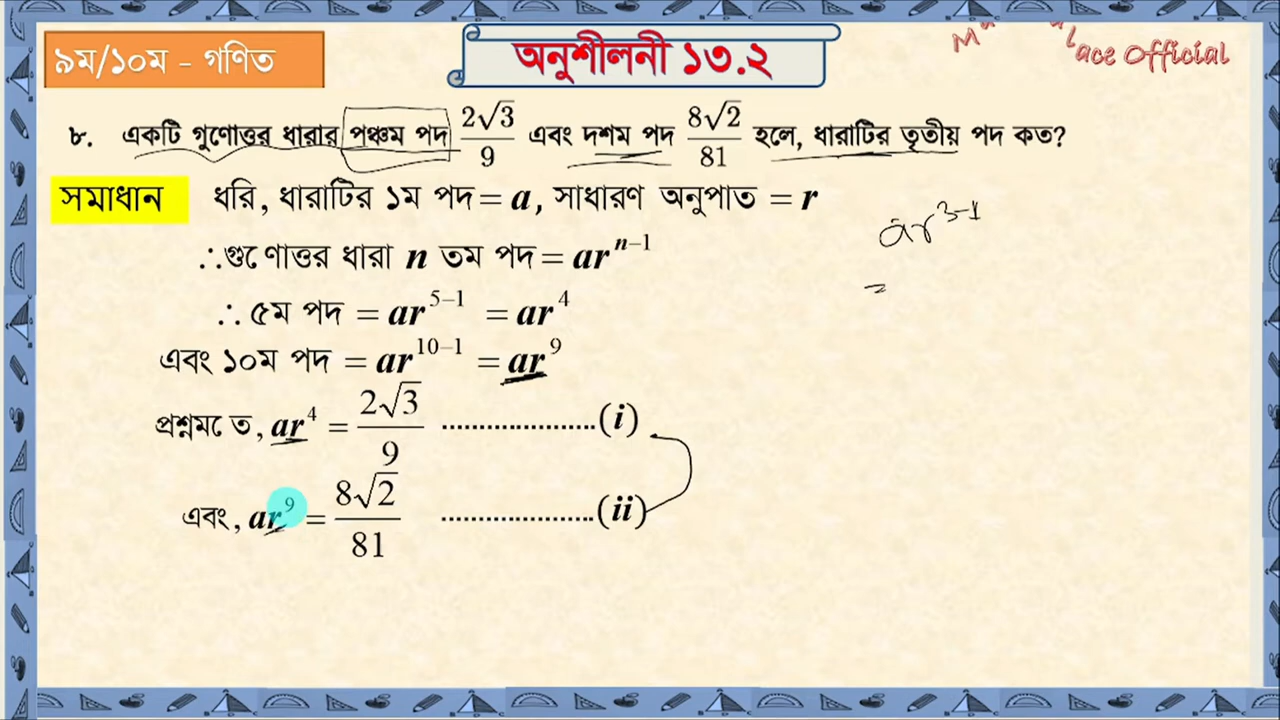 ৯ম/১০ম - গণিত
অনুশীলনী ১৩.২
lace Official
৮. একটি গুণোত্তর ধারার পঞ্চম পদ 2√3/9 এবং দশম পদ 8√2/81 হলে, ধারাটির তৃতীয় পদ কত?
সমাধান ধরি, ধারাটির ১ম পদ = a, সাধারণ অনুপাত = r
ar^3-1
∴গুণোত্তর ধারা n তম পদ = ar^n-1
=
∴ ৫ম পদ = ar^5-1 = ar^4
এবং ১০ম পদ = ar^10-1 = ar^9
প্রশ্নমতে, ar^4 = 2√3/9 .....................(i)
এবং, ar^9 = 8√2/81 .....................(ii)